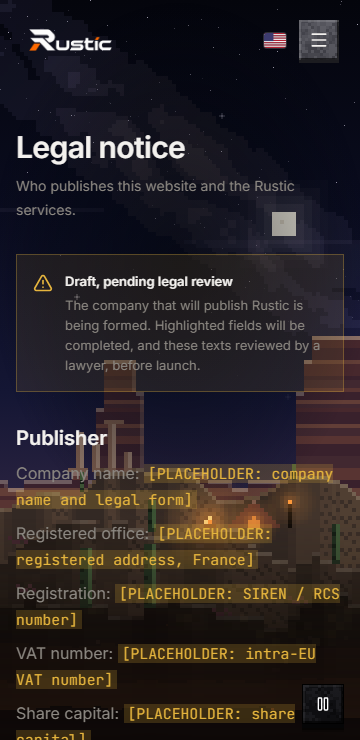 Rustic
Legal notice
Who publishes this website and the Rustic
services.
Draft, pending legal review
The company that will publish Rustic is
being formed. Highlighted fields will be
completed, and these texts reviewed by a
lawyer, before launch.
Publisher
Company name: [PLACEHOLDER: company
name and legal form]
Registered office: [PLACEHOLDER:
registered address, France]
Registration: [PLACEHOLDER: SIREN / RCS
number]
VAT number: [PLACEHOLDER: intra-EU
VAT number]
Share capital: [PLACEHOLDER: share
capital]